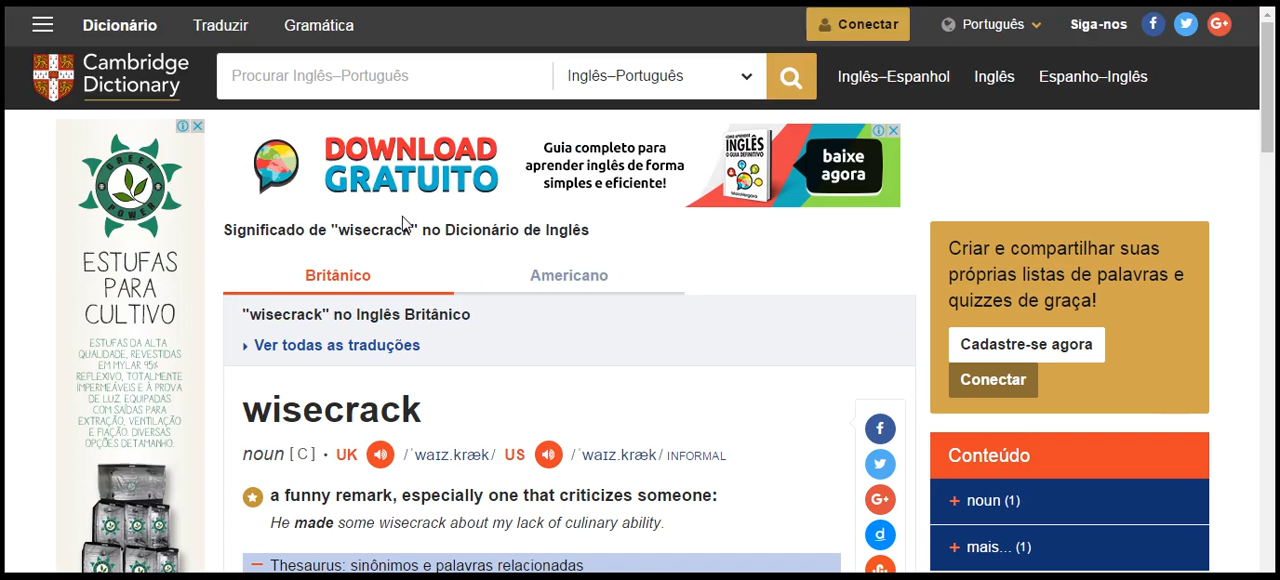 Dicionário Traduzir Gramática Conectar Português Siga-nos
Cambridge
Dictionary
Procurar Inglês–Português Inglês–Português Inglês–Espanhol Inglês Espanho–Inglês
GREEN
POWER
ESTUFAS
PARA
CULTIVO
ESTUFAS DA ALTA
QUALIDADE, REVESTIDAS
EM MYLAR 95%
REFLEXIVO, TOTALMENTE
IMPERMEÁVEIS E À PROVA
DE LUZ. EQUIPADAS
COM SAÍDAS PARA
EXTRAÇÃO, VENTILAÇÃO
E FIAÇÃO. DIVERSAS
OPÇÕES DE TAMANHO.
DOWNLOAD
GRATUITO
Guia completo para
aprender inglês de forma
simples e eficiente!
INGLÊS
baixe
agora
Significado de "wisecrack" no Dicionário de Inglês
Britânico Americano
"wisecrack" no Inglês Britânico
Ver todas as traduções
wisecrack
noun [C] • UK /ˈwaɪz.kræk/ US /ˈwaɪz.kræk/ INFORMAL
a funny remark, especially one that criticizes someone:
He made some wisecrack about my lack of culinary ability.
Thesaurus: sinônimos e palavras relacionadas
Criar e compartilhar suas
próprias listas de palavras e
quizzes de graça!
Cadastre-se agora
Conectar
Conteúdo
+ noun (1)
+ mais... (1)